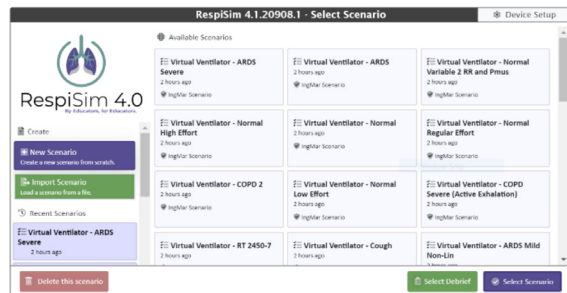 RespiSim 4.1.20908.1 - Select Scenario
Device Setup
RespiSim 4.0
By Educators, for Educators.
Create
New Scenario
Create a new scenario from scratch.
Import Scenario
Load a scenario from a file.
Recent Scenarios
Virtual Ventilator - ARDS
Severe
2 hours ago
Available Scenarios
Virtual Ventilator - ARDS
Severe
2 hours ago
IngMar Scenario
Virtual Ventilator - ARDS
2 hours ago
IngMar Scenario
Virtual Ventilator - Normal
Variable 2 RR and Pmus
2 hours ago
IngMar Scenario
Virtual Ventilator - Normal
High Effort
2 hours ago
IngMar Scenario
Virtual Ventilator - Normal
2 hours ago
IngMar Scenario
Virtual Ventilator - Normal
Regular Effort
2 hours ago
IngMar Scenario
Virtual Ventilator - COPD 2
2 hours ago
IngMar Scenario
Virtual Ventilator - Normal
Low Effort
2 hours ago
IngMar Scenario
Virtual Ventilator - COPD
Severe (Active Exhalation)
2 hours ago
IngMar Scenario
Virtual Ventilator - RT 2450-7
2 hours ago
Virtual Ventilator - Cough
2 hours ago
Virtual Ventilator - ARDS Mild
Non-Lin
Delete this scenario
Select Debrief
Select Scenario